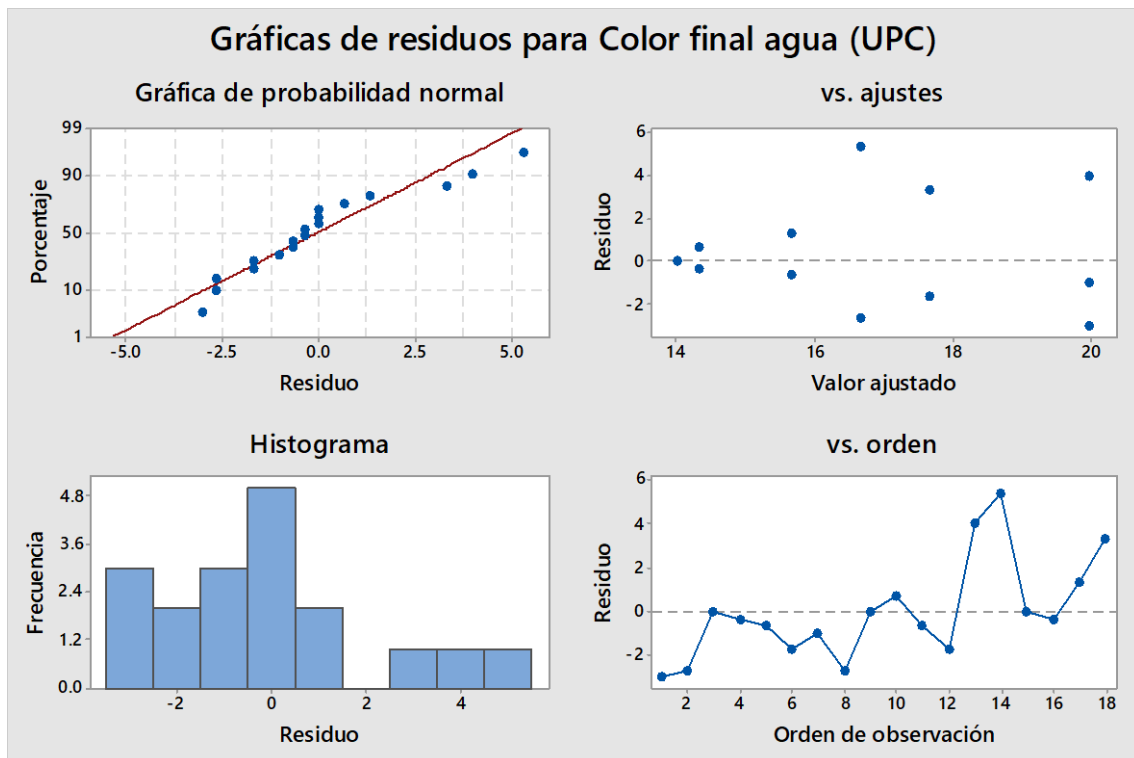 Gráficas de residuos para Color final agua (UPC)
Gráfica de probabilidad normal
99
90
50
10
1
Porcentaje
-5.0 -2.5 0.0 2.5 5.0
Residuo
vs. ajustes
6
4
2
0
-2
Residuo
14 16 18 20
Valor ajustado
Histograma
4.8
3.6
2.4
1.2
0.0
Frecuencia
-2 0 2 4
Residuo
vs. orden
6
4
2
0
-2
Residuo
2 4 6 8 10 12 14 16 18
Orden de observación